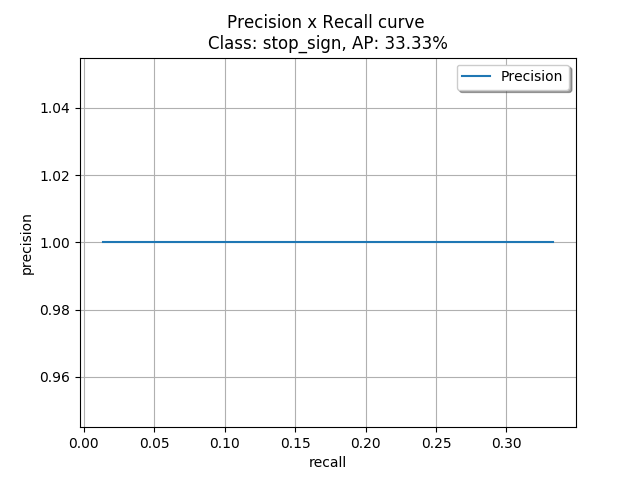 Precision x Recall curve
Class: stop_sign, AP: 33.33%
Precision
1.04
1.02
1.00
0.98
0.96
precision
0.00 0.05 0.10 0.15 0.20 0.25 0.30
recall